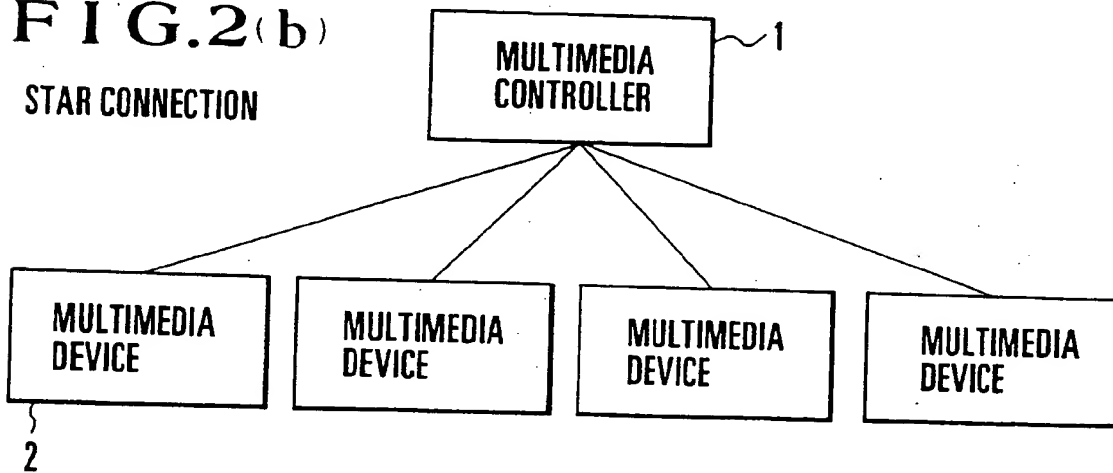 FIG.2(b)
1
MULTIMEDIA
CONTROLLER
STAR CONNECTION
MULTIMEDIA
DEVICE
MULTIMEDIA
DEVICE
MULTIMEDIA
DEVICE
MULTIMEDIA
DEVICE
2